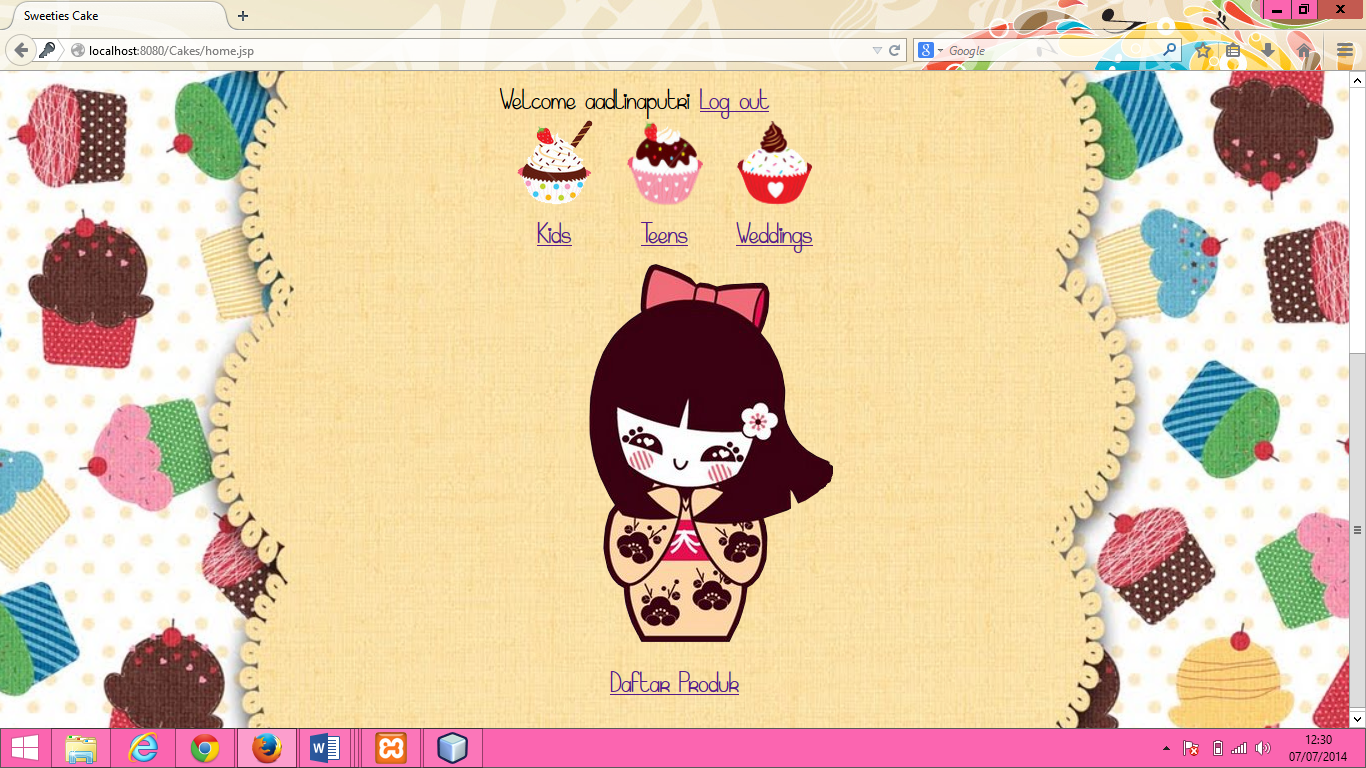 Sweeties Cake
localhost:8080/Cakes/home.jsp
Google
Welcome aadlinaputri Log out
Kids Teens Weddings
Daftar Produk
12:30
07/07/2014